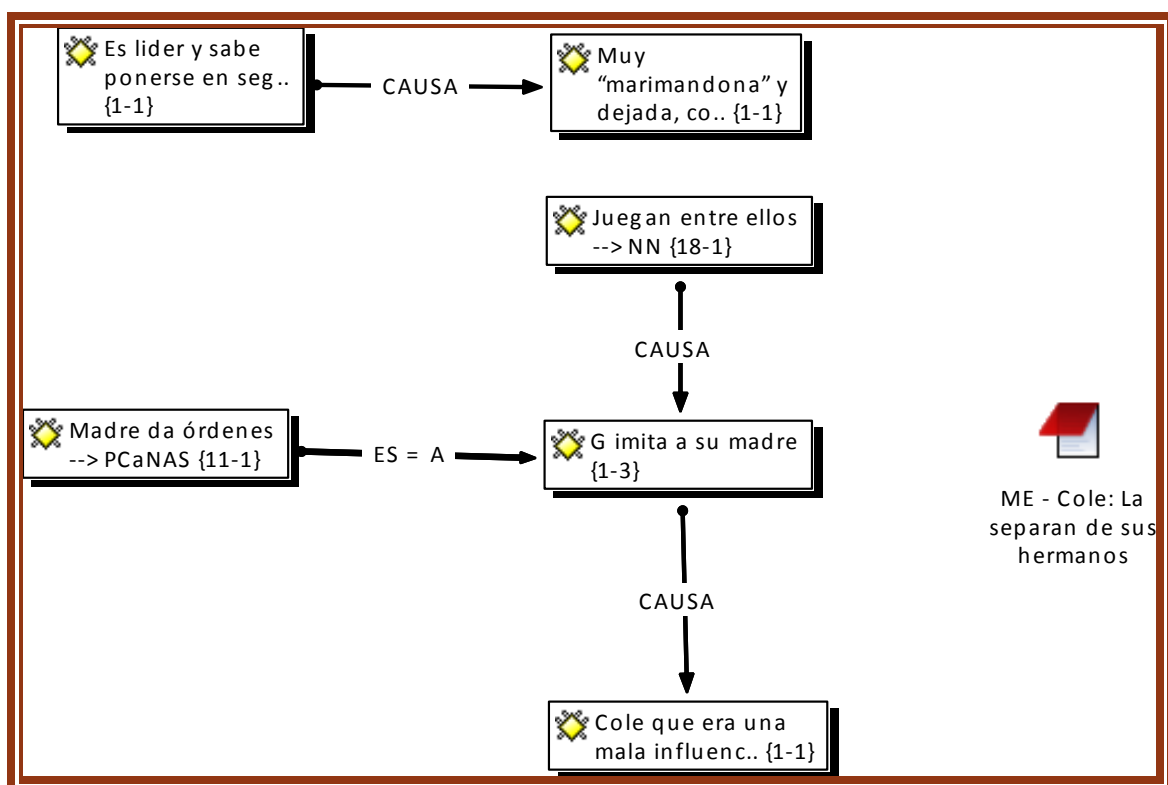 Es lider y sabe
ponerse en seg..
{1-1}
CAUSA
Muy
“marimandona” y
dejada, co.. {1-1}
Juegan entre ellos
--> NN {18-1}
CAUSA
Madre da órdenes
--> PCaNAS {11-1}
ES = A
G imita a su madre
{1-3}
ME - Cole: La
separan de sus
hermanos
CAUSA
Cole que era una
mala influenc.. {1-1}